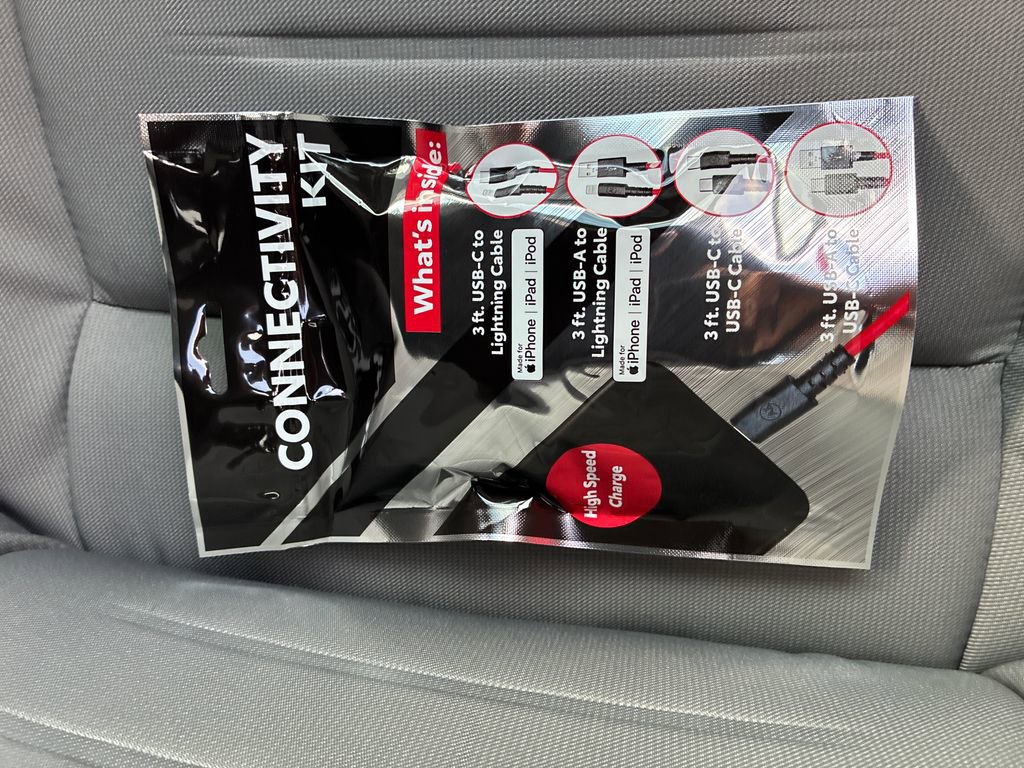 CONNECTIVITY
KIT
What's inside:
3 ft. USB-C to
Lightning Cable
Made for
iPhone | iPad | iPod
3 ft. USB-A to
Lightning Cable
Made for
iPhone | iPad | iPod
3 ft. USB-C to
USB-C Cable
3 ft. USB-A to
USB-C Cable
High Speed
Charge